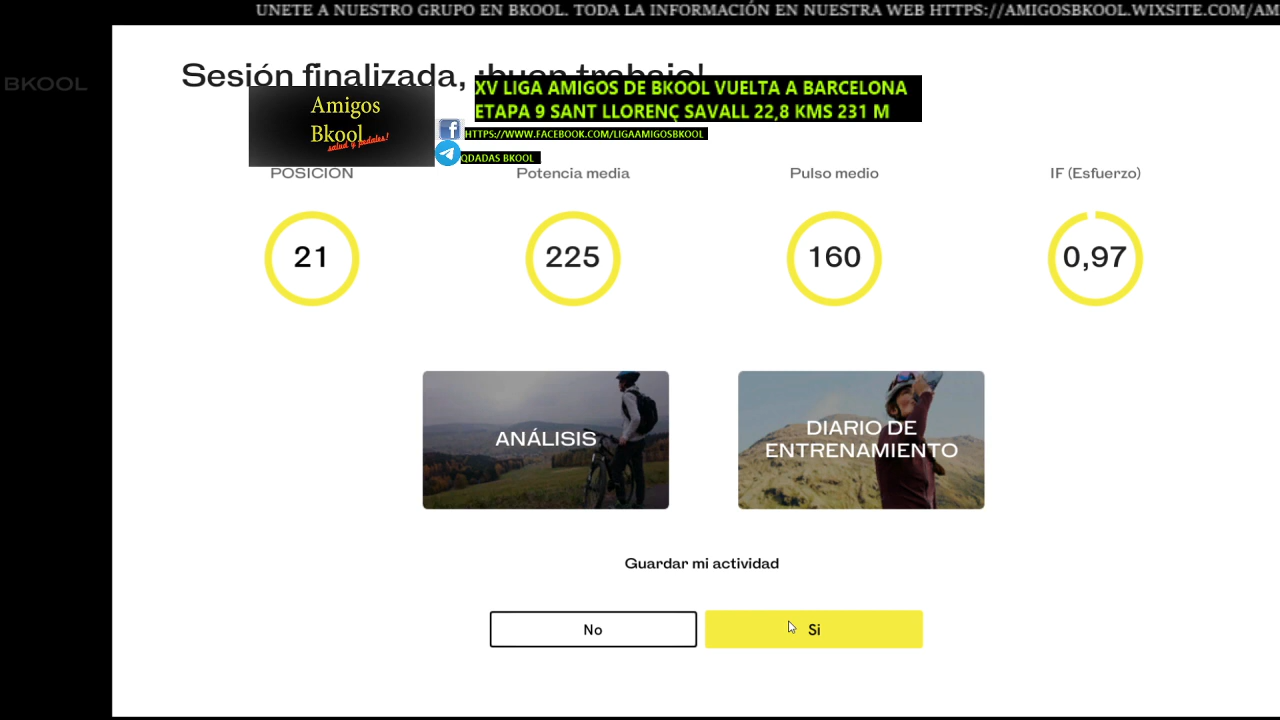 UNETE A NUESTRO GRUPO EN BKOOL. TODA LA INFORMACIÓN EN NUESTRA WEB HTTPS://AMIGOSBKOOL.WIXSITE.COM/AM
BKOOL
Sesión finalizada, ¡buen trabajo!
Amigos
Bkool
salud y pedales!
XV LIGA AMIGOS DE BKOOL VUELTA A BARCELONA
ETAPA 9 SANT LLORENÇ SAVALL 22,8 KMS 231 M
HTTPS://WWW.FACEBOOK.COM/LIGAAMIGOSBKOOL
QDADAS BKOOL
POSICIÓN
Potencia media
Pulso medio
IF (Esfuerzo)
21
225
160
0,97
ANÁLISIS
DIARIO DE
ENTRENAMIENTO
Guardar mi actividad
No
Si